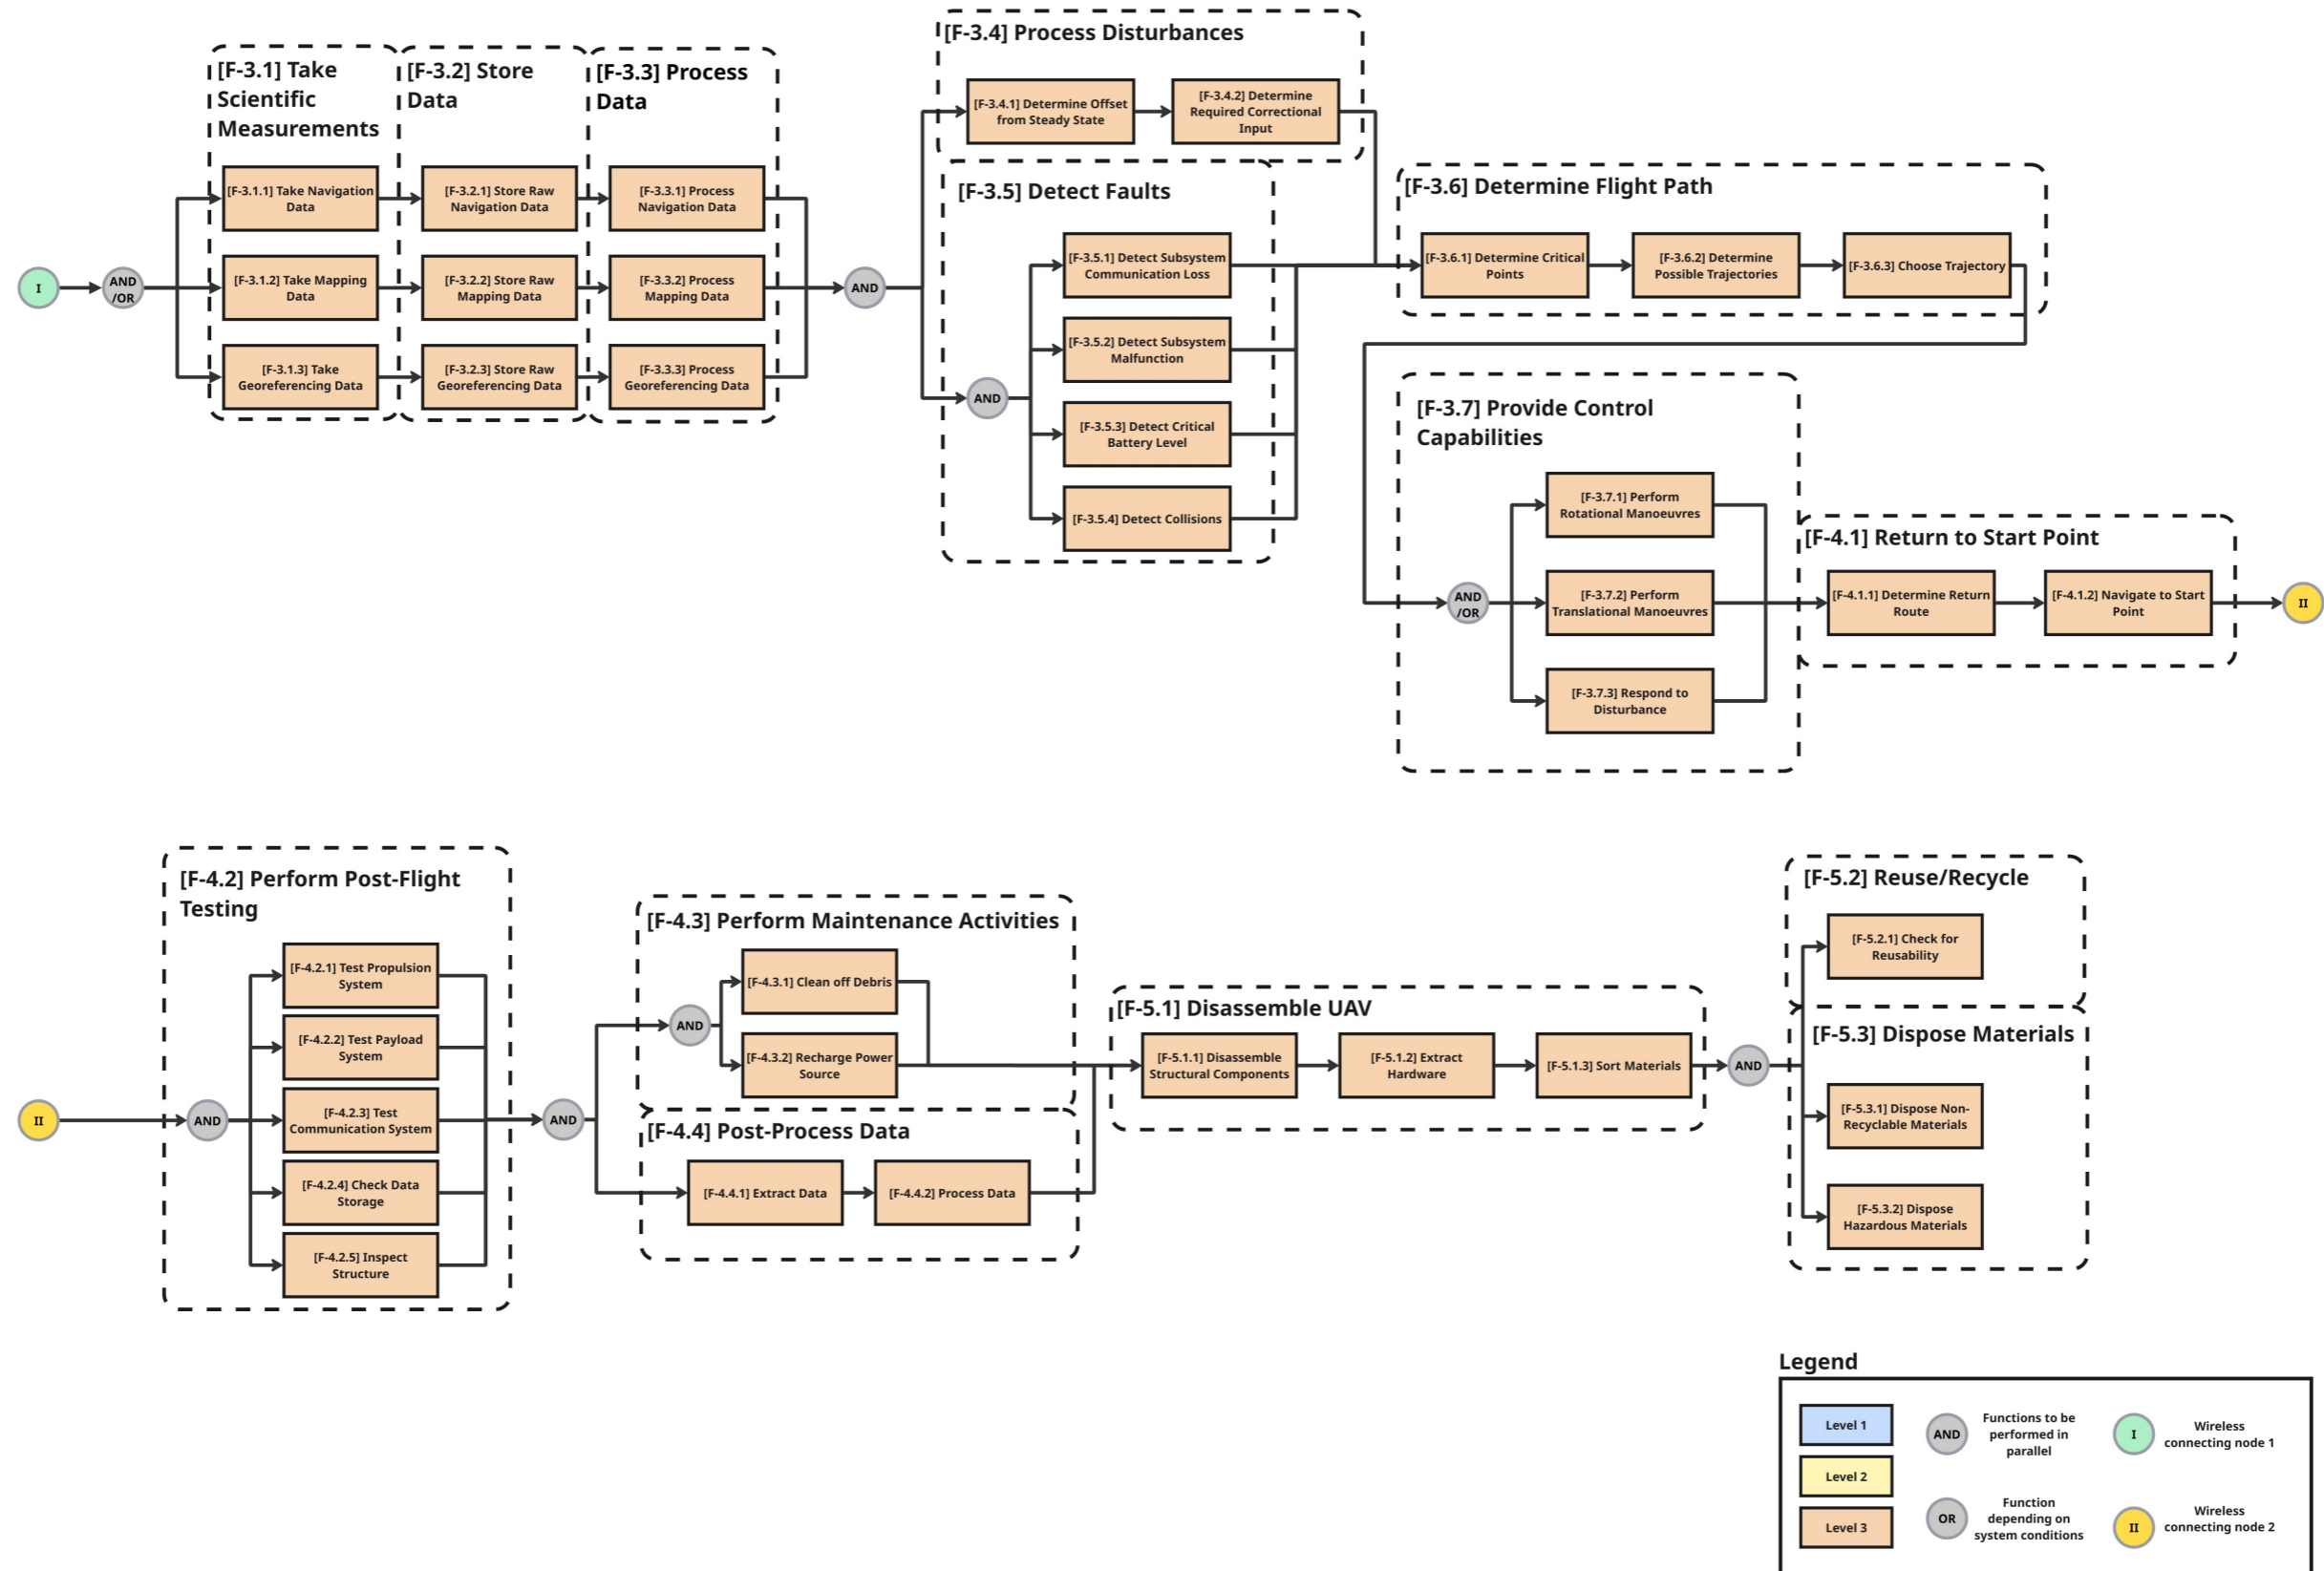 [F-3.4] Process Disturbances
[F-3.1] Take
Scientific
Measurements
[F-3.2] Store
Data
[F-3.3] Process
Data
[F-3.4.1] Determine Offset
from Steady State
[F-3.4.2] Determine
Required Correctional
Input
[F-3.5] Detect Faults
[F-3.6] Determine Flight Path
[F-3.1.1] Take Navigation
Data
[F-3.2.1] Store Raw
Navigation Data
[F-3.3.1] Process
Navigation Data
I
AND
/OR
[F-3.1.2] Take Mapping
Data
[F-3.2.2] Store Raw
Mapping Data
[F-3.3.2] Process
Mapping Data
AND
[F-3.1.3] Take
Georeferencing Data
[F-3.2.3] Store Raw
Georeferencing Data
[F-3.3.3] Process
Georeferencing Data
AND
[F-3.5.1] Detect Subsystem
Communication Loss
[F-3.5.2] Detect Subsystem
Malfunction
[F-3.5.3] Detect Critical
Battery Level
[F-3.5.4] Detect Collisions
[F-3.6.1] Determine Critical
Points
[F-3.6.2] Determine
Possible Trajectories
[F-3.6.3] Choose Trajectory
[F-3.7] Provide Control
Capabilities
AND
/OR
[F-3.7.1] Perform
Rotational Manoeuvres
[F-3.7.2] Perform
Translational Manoeuvres
[F-3.7.3] Respond to
Disturbance
[F-4.1] Return to Start Point
[F-4.1.1] Determine Return
Route
[F-4.1.2] Navigate to Start
Point
II
II
[F-4.2] Perform Post-Flight
Testing
AND
[F-4.2.1] Test Propulsion
System
[F-4.2.2] Test Payload
System
[F-4.2.3] Test
Communication System
[F-4.2.4] Check Data
Storage
[F-4.2.5] Inspect
Structure
AND
[F-4.3] Perform Maintenance Activities
AND
[F-4.3.1] Clean off Debris
[F-4.3.2] Recharge Power
Source
[F-4.4] Post-Process Data
[F-4.4.1] Extract Data
[F-4.4.2] Process Data
[F-5.1] Disassemble UAV
[F-5.1.1] Disassemble
Structural Components
[F-5.1.2] Extract
Hardware
[F-5.1.3] Sort Materials
AND
[F-5.2] Reuse/Recycle
[F-5.2.1] Check for
Reusability
[F-5.3] Dispose Materials
[F-5.3.1] Dispose Non-
Recyclable Materials
[F-5.3.2] Dispose
Hazardous Materials
Legend
Level 1
Level 2
Level 3
AND
Functions to be
performed in
parallel
OR
Function
depending on
system conditions
I
Wireless
connecting node 1
II
Wireless
connecting node 2